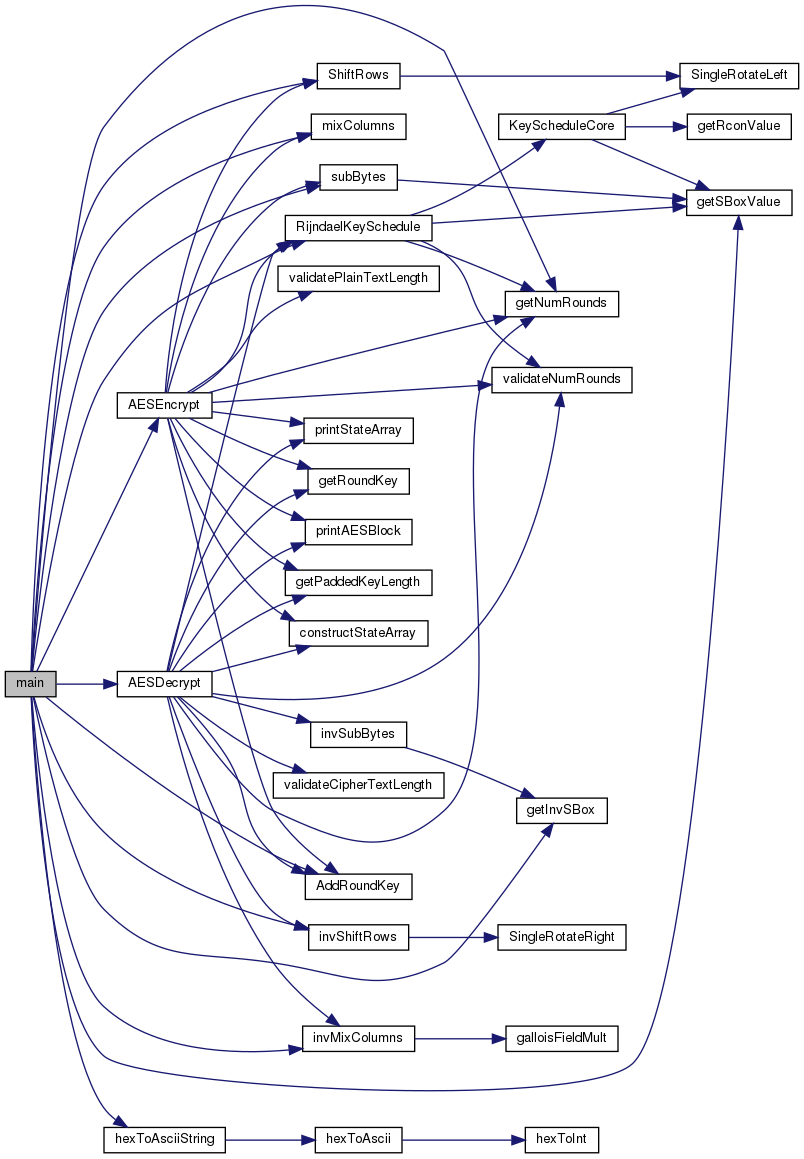 ShiftRows
SingleRotateLeft
mixColumns
KeyScheduleCore
getRconValue
subBytes
getSBoxValue
RijndaelKeySchedule
validatePlainTextLength
getNumRounds
validateNumRounds
AESEncrypt
printStateArray
getRoundKey
printAESBlock
getPaddedKeyLength
constructStateArray
main
AESDecrypt
invSubBytes
validateCipherTextLength
getInvSBox
AddRoundKey
invShiftRows
SingleRotateRight
invMixColumns
galloisFieldMult
hexToAsciiString
hexToAscii
hexToInt